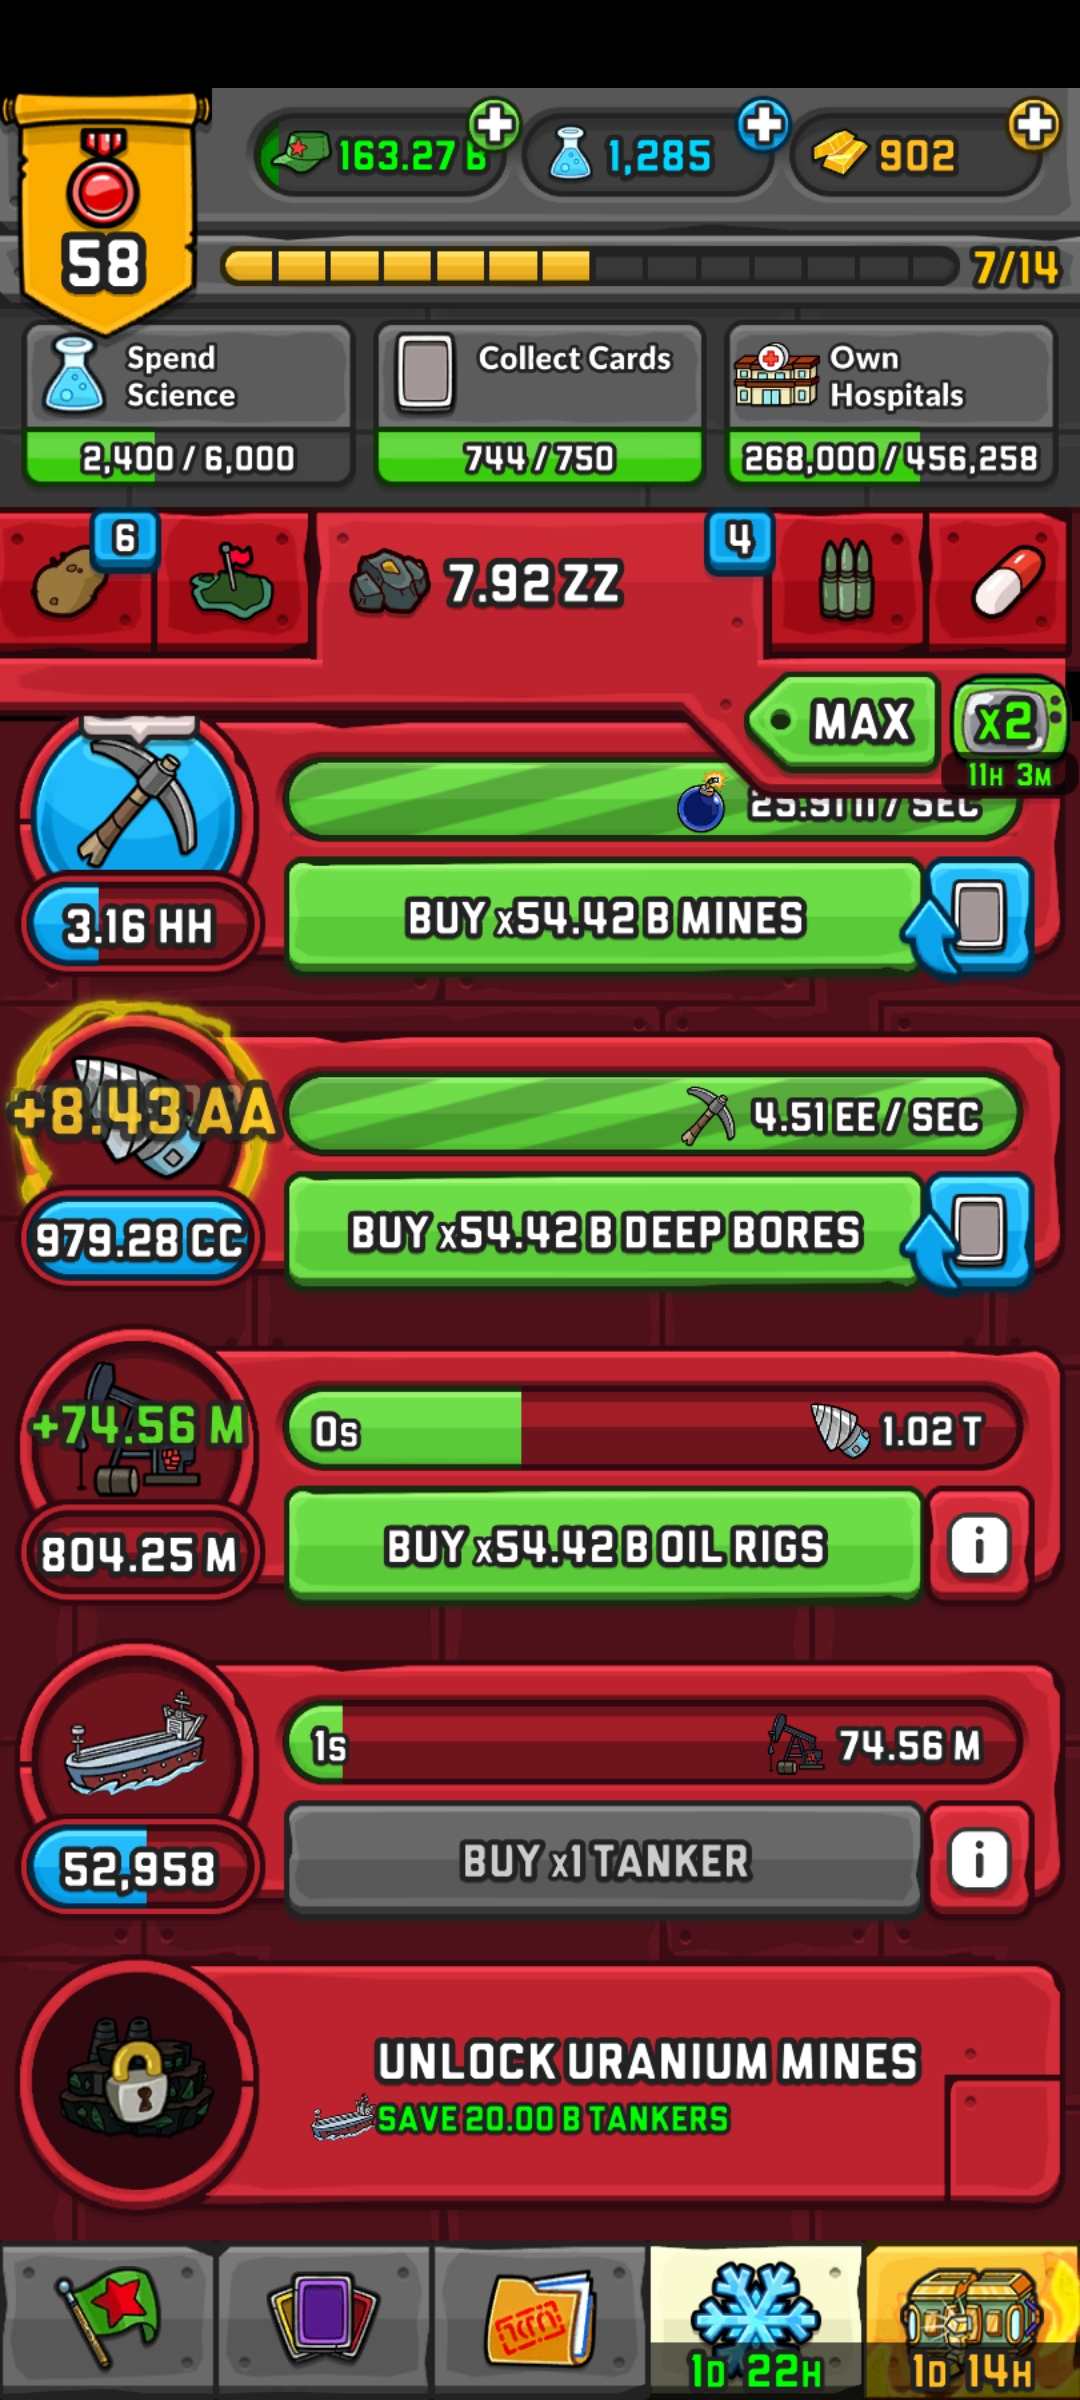 163.27 B
1,285
902
58
7/14
Spend Science
2,400 / 6,000
Collect Cards
744 / 750
Own Hospitals
268,000 / 456,258
6
7.92 ZZ
4
MAX
x2
11H 3M
/ SEC
3.16 HH
BUY x54.42 B MINES
+8.43 AA
4.51 EE / SEC
979.28 CC
BUY x54.42 B DEEP BORES
+74.56 M
0s
1.02 T
804.25 M
BUY x54.42 B OIL RIGS
i
1s
74.56 M
52,958
BUY x1 TANKER
i
UNLOCK URANIUM MINES
SAVE 20.00 B TANKERS
1D 22H
1D 14H